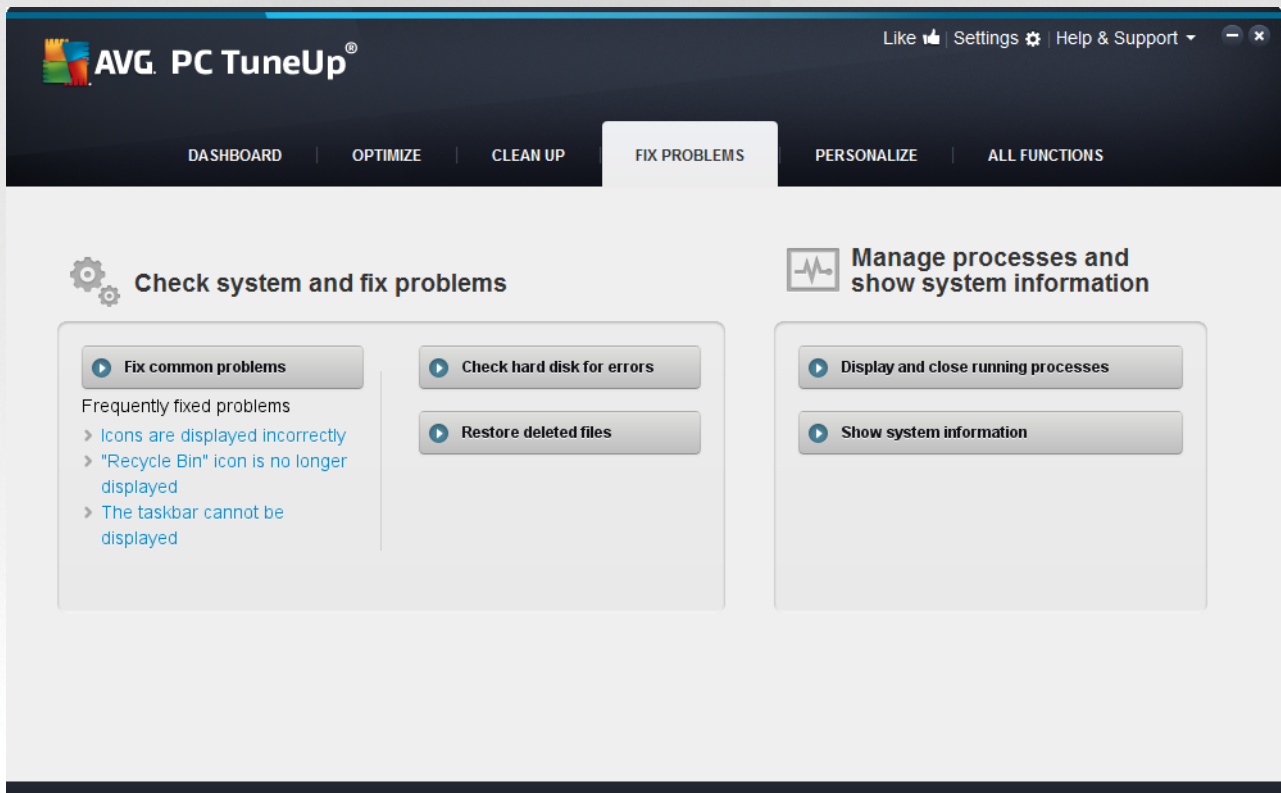 Like | Settings | Help & Support
AVG. PC TuneUp®
DASHBOARD OPTIMIZE CLEAN UP FIX PROBLEMS PERSONALIZE ALL FUNCTIONS
Check system and fix problems
Fix common problems
Frequently fixed problems
Icons are displayed incorrectly
"Recycle Bin" icon is no longer
displayed
The taskbar cannot be
displayed
Check hard disk for errors
Restore deleted files
Manage processes and
show system information
Display and close running processes
Show system information